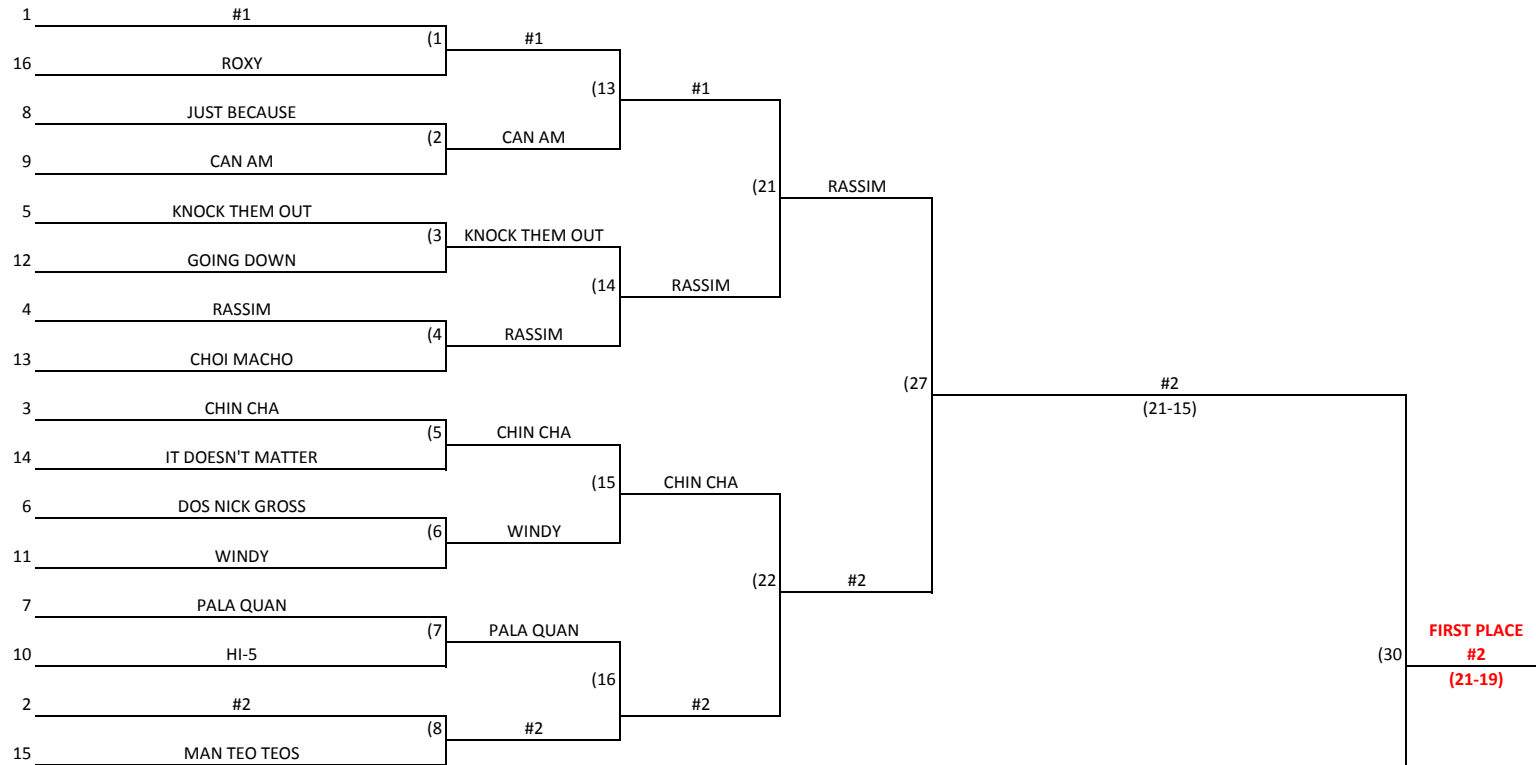 1 #1
(1 #1
16 ROXY
(13 #1
8 JUST BECAUSE
(2 CAN AM
9 CAN AM
(21 RASSIM
5 KNOCK THEM OUT
(3 KNOCK THEM OUT
12 GOING DOWN
(14 RASSIM
4 RASSIM
(4 RASSIM
13 CHOI MACHO
(27 #2
(21-15)
3 CHIN CHA
(5 CHIN CHA
14 IT DOESN'T MATTER
(15 CHIN CHA
6 DOS NICK GROSS
(6 WINDY
11 WINDY
(22 #2
7 PALA QUAN
(7 PALA QUAN
FIRST PLACE
10 HI-5
(30 #2
(16 #2
(21-19)
2 #2
(8 #2
15 MAN TEO TEOS